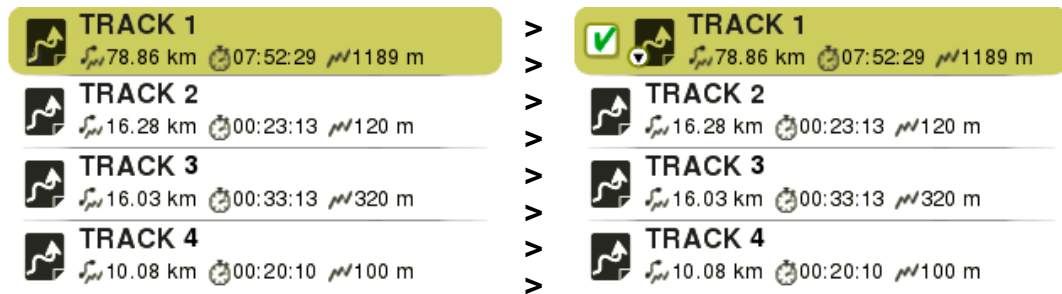 TRACK 1
78.86 km 07:52:29 1189 m
TRACK 2
16.28 km 00:23:13 120 m
TRACK 3
16.03 km 00:33:13 320 m
TRACK 4
10.08 km 00:20:10 100 m
>
>
>
>
>
>
>
>
TRACK 1
78.86 km 07:52:29 1189 m
TRACK 2
16.28 km 00:23:13 120 m
TRACK 3
16.03 km 00:33:13 320 m
TRACK 4
10.08 km 00:20:10 100 m